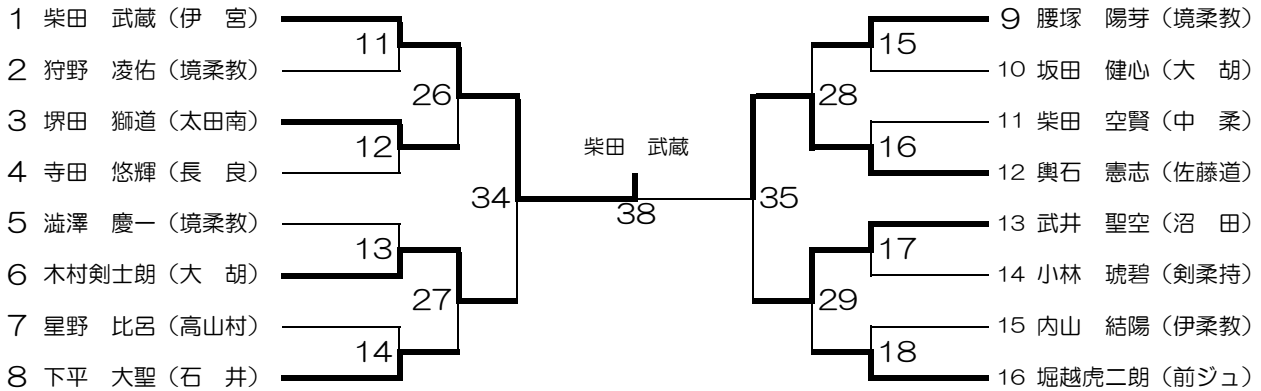 1 柴田　武蔵（伊　宮）
2 狩野　凌佑（境柔教）
3 堺田　獅道（太田南）
4 寺田　悠輝（長　良）
5 澁澤　慶一（境柔教）
6 木村剣士朗（大　胡）
7 星野　比呂（高山村）
8 下平　大聖（石　井）
11
12
13
14
26
27
34
柴田　武蔵
38
35
28
29
15
16
17
18
9 腰塚　陽芽（境柔教）
10 坂田　健心（大　胡）
11 柴田　空賢（中　柔）
12 輿石　憲志（佐藤道）
13 武井　聖空（沼　田）
14 小林　琥碧（剣柔持）
15 内山　結陽（伊柔教）
16 堀越虎二朗（前ジュ）